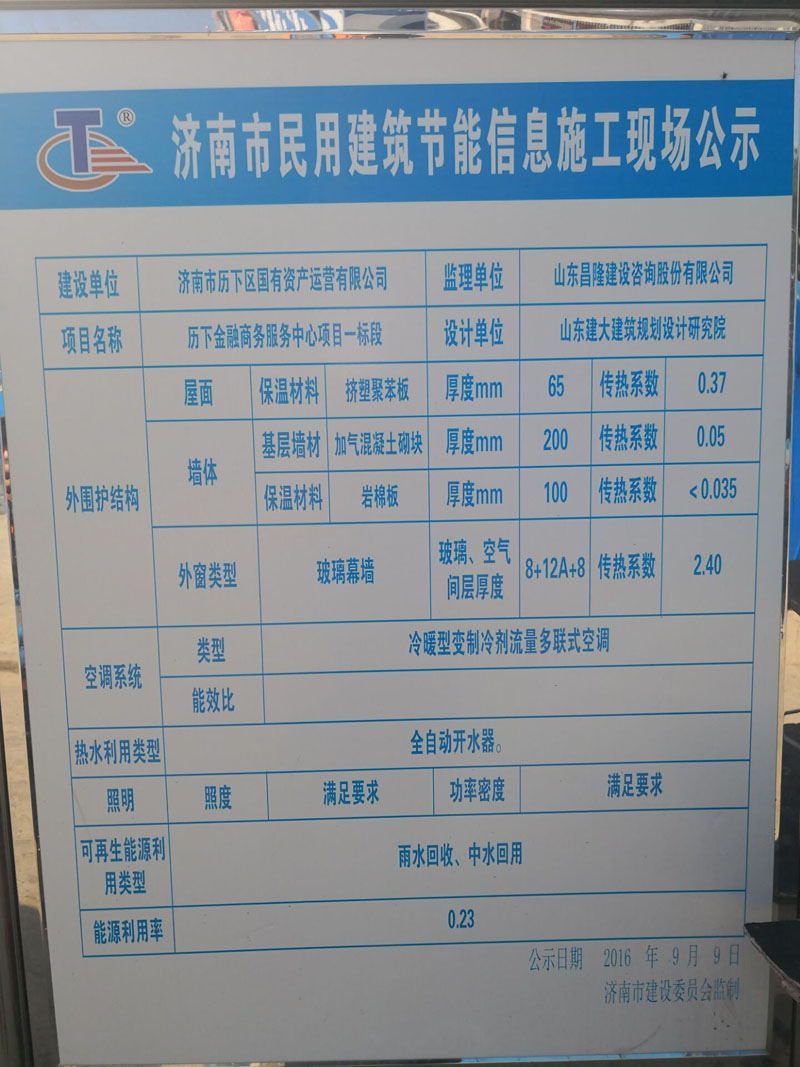 ®
济南市民用建筑节能信息施工现场公示
建设单位 济南市历下区国有资产运营有限公司 监理单位 山东昌隆建设咨询股份有限公司
项目名称 历下金融商务服务中心项目一标段 设计单位 山东建大建筑规划设计研究院
外围护结构 屋面 保温材料 挤塑聚苯板 厚度mm 65 传热系数 0.37
墙体 基层墙材 加气混凝土砌块 厚度mm 200 传热系数 0.05
保温材料 岩棉板 厚度mm 100 传热系数 <0.035
外窗类型 玻璃幕墙 玻璃、空气
间层厚度 8+12A+8 传热系数 2.40
空调系统 类型 冷暖型变制冷剂流量多联式空调
能效比
热水利用类型 全自动开水器。
照明 照度 满足要求 功率密度 满足要求
可再生能源利
用类型 雨水回收、中水回用
能源利用率 0.23
公示日期 2016 年 9 月 9 日
济南市建设委员会监制